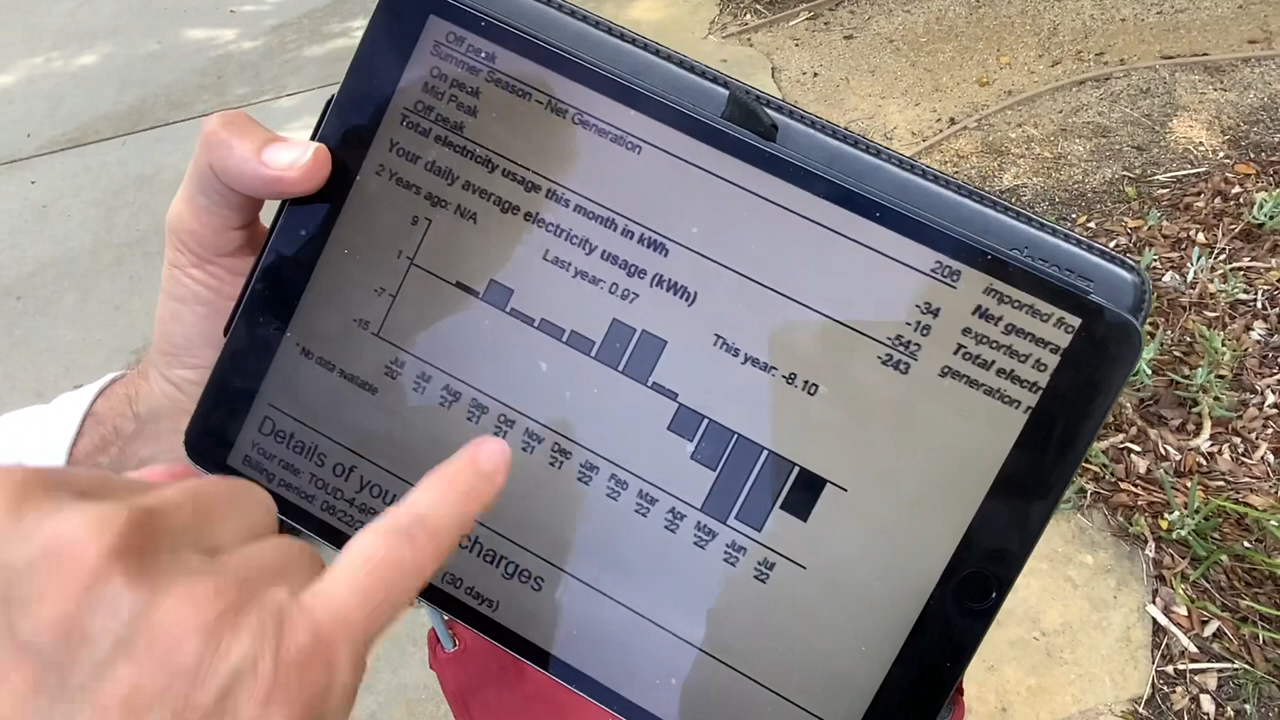 Off peak
Summer Season – Net Generation
On peak
Mid Peak
Off peak
Total electricity usage this month in kWh
206
-34
-16
-542
-243
imported fro
Net genera
exported to
Total electr
generation r
Your daily average electricity usage (kWh)
2 Years ago: N/A
Last year: 0.97
This year: -8.10
9
1
-7
-15
Jul '20*
Jul '21
Aug '21
Sep '21
Oct '21
Nov '21
Dec '21
Jan '22
Feb '22
Mar '22
Apr '22
May '22
Jun '22
Jul '22
* No data available
Details of you charges
Your rate: TOUD-4-9P
Billing period: 06/22/2 (30 days)